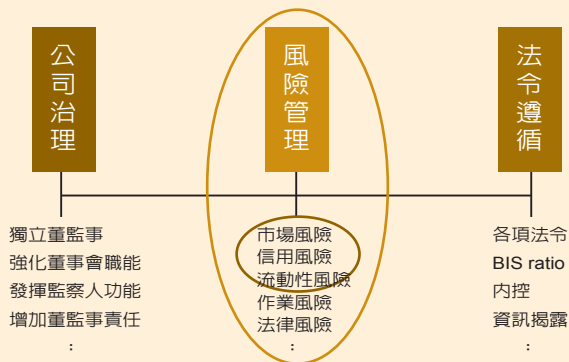 公司治理
風險管理
法令遵循
獨立董監事
強化董事會職能
發揮監察人功能
增加董監事責任
:
市場風險
信用風險
流動性風險
作業風險
法律風險
:
各項法令
BIS ratio
內控
資訊揭露
: